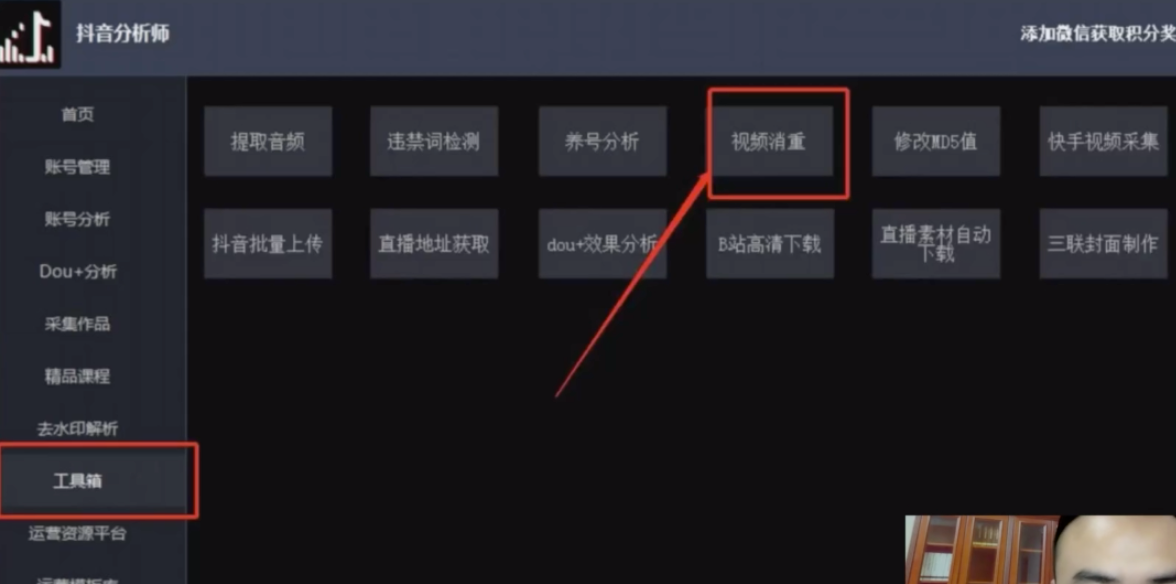 抖音分析师
添加微信获取积分奖
首页
账号管理
账号分析
Dou+分析
采集作品
精品课程
去水印解析
工具箱
运营资源平台
提取音频
违禁词检测
养号分析
视频消重
修改MD5值
快手视频采集
抖音批量上传
直播地址获取
dou+效果分析
B站高清下载
直播素材自动
下载
三联封面制作